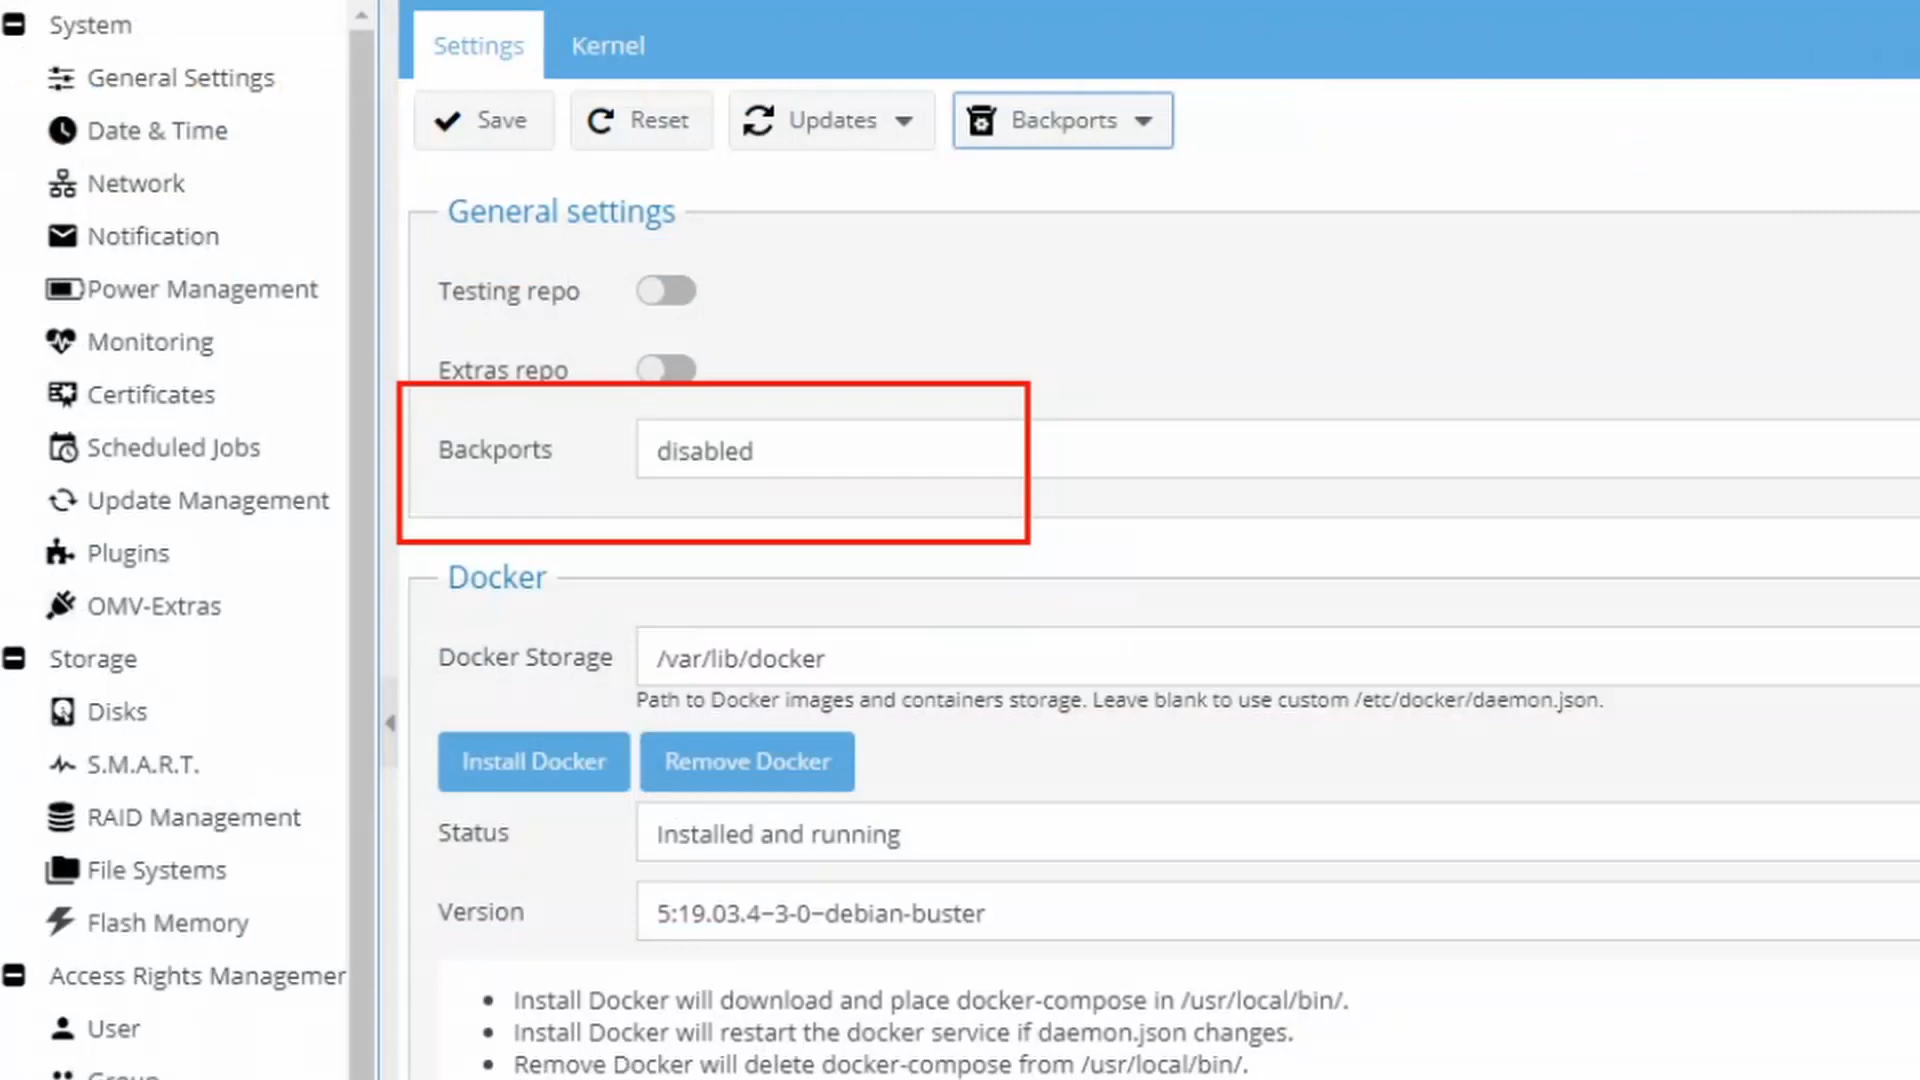 System
General Settings
Date & Time
Network
Notification
Power Management
Monitoring
Certificates
Scheduled Jobs
Update Management
Plugins
OMV-Extras
Storage
Disks
S.M.A.R.T.
RAID Management
File Systems
Flash Memory
Access Rights Managemer
User
Group
Settings Kernel
Save Reset Updates Backports
General settings
Testing repo
Extras repo
Backports disabled
Docker
Docker Storage /var/lib/docker
Path to Docker images and containers storage. Leave blank to use custom /etc/docker/daemon.json.
Install Docker Remove Docker
Status Installed and running
Version 5:19.03.4~3-0~debian-buster
• Install Docker will download and place docker-compose in /usr/local/bin/.
• Install Docker will restart the docker service if daemon.json changes.
• Remove Docker will delete docker-compose from /usr/local/bin/.